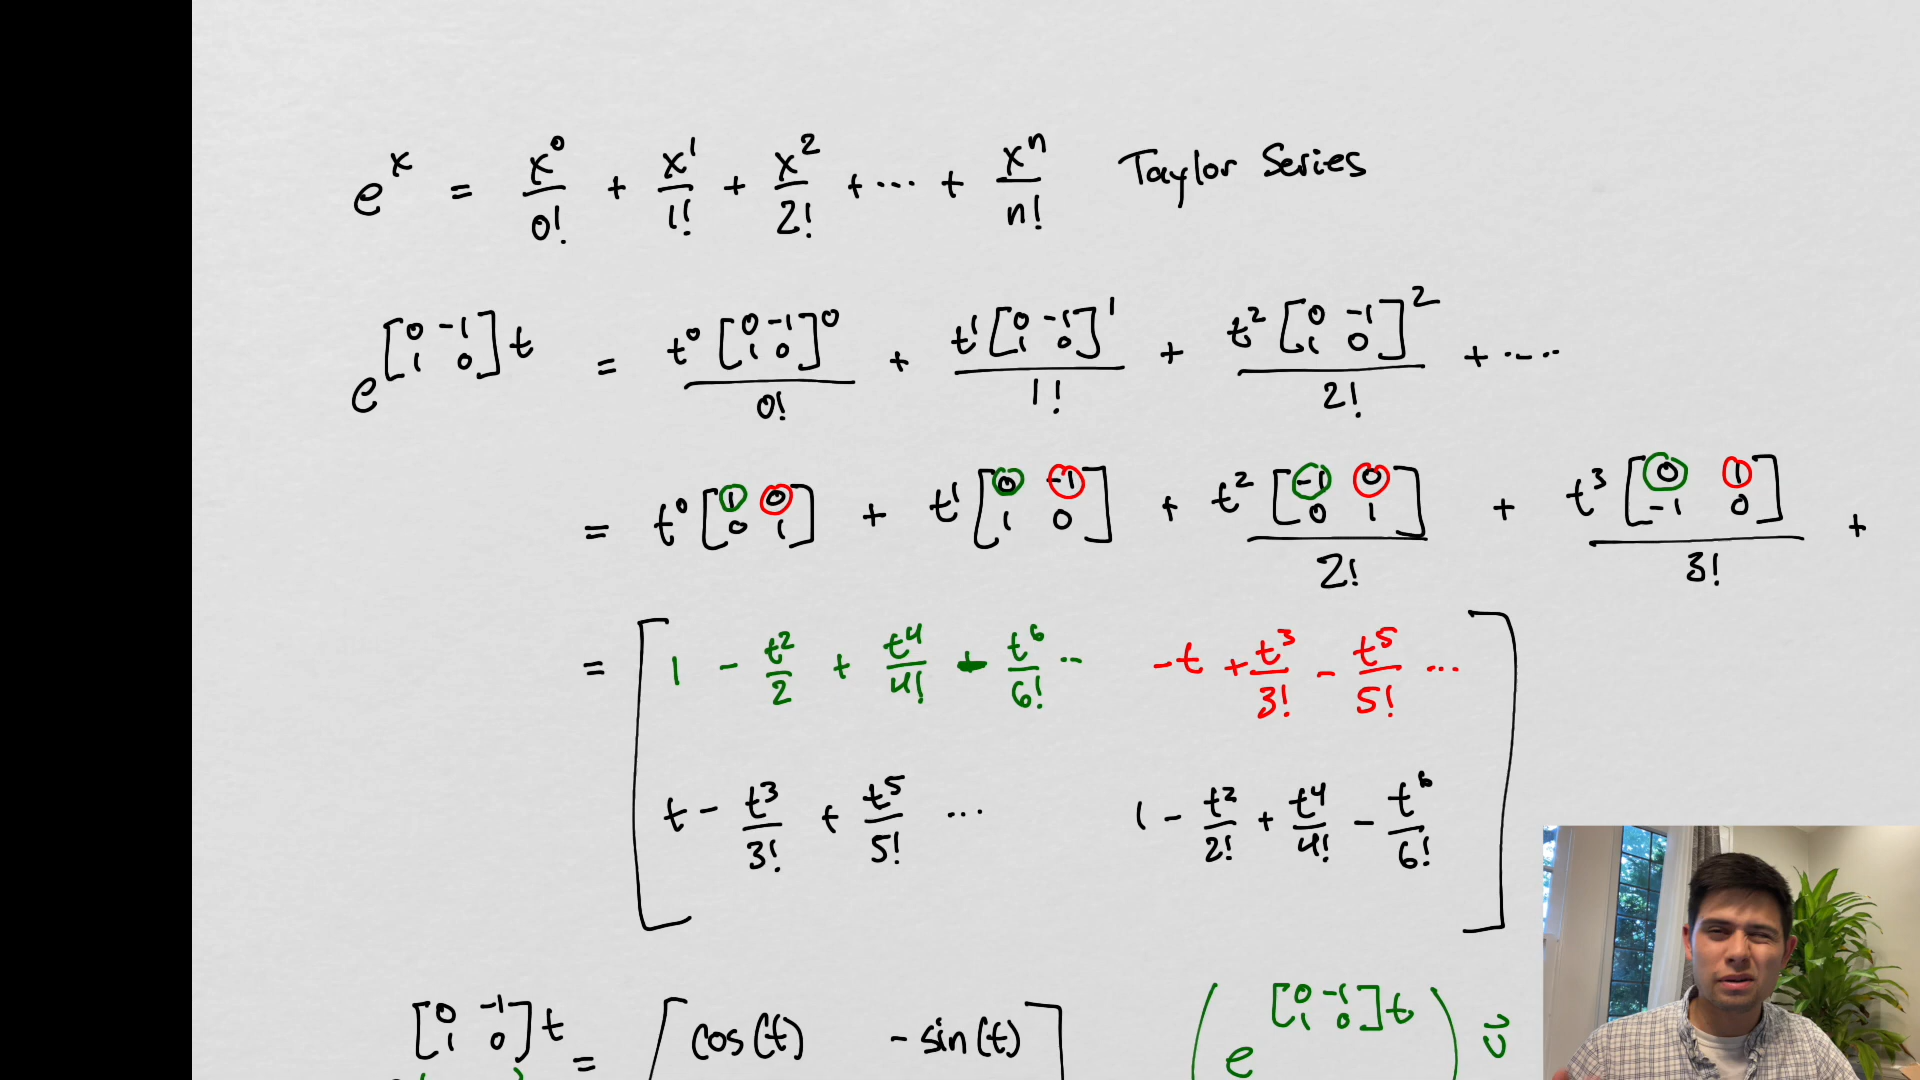 e^x = x^0/0! + x^1/1! + x^2/2! + ... + x^n/n! Taylor Series
e^([0 -1; 1 0]t) = t^0 [0 -1; 1 0]^0/0! + t^1 [0 -1; 1 0]^1/1! + t^2 [0 -1; 1 0]^2/2! + ....
= t^0 [1 0; 0 1] + t^1 [0 -1; 1 0] + t^2 [-1 0; 0 1]/2! + t^3 [0 1; -1 0]/3! +
= [1 - t^2/2 + t^4/4! - t^6/6! .. -t + t^3/3! - t^5/5! ...
t - t^3/3! + t^5/5! ... 1 - t^2/2! + t^4/4! - t^6/6!]
[0 -1; 1 0]t = [cos(t) -sin(t)] (e^([0 -1; 1 0]t))